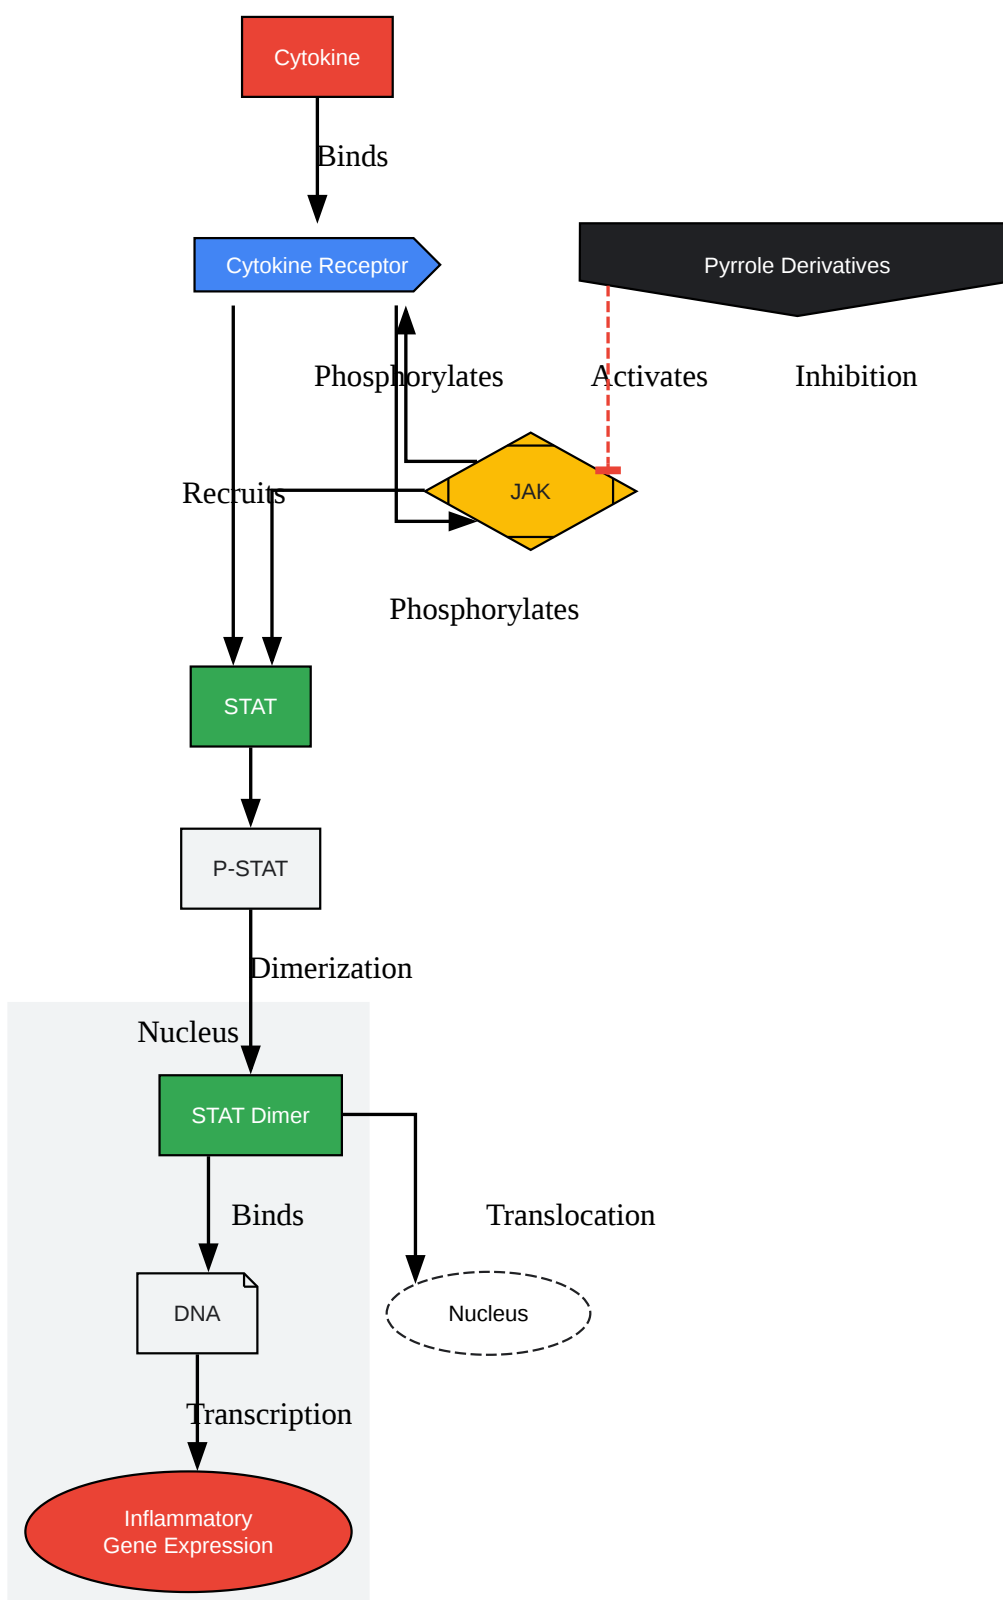 Cytokine
Binds
Cytokine Receptor
Pyrrole Derivatives
Phosphorylates
Activates
Inhibition
Recruits
JAK
Phosphorylates
STAT
P-STAT
Dimerization
Nucleus
STAT Dimer
Binds
Translocation
DNA
Nucleus
Transcription
Inflammatory
Gene Expression